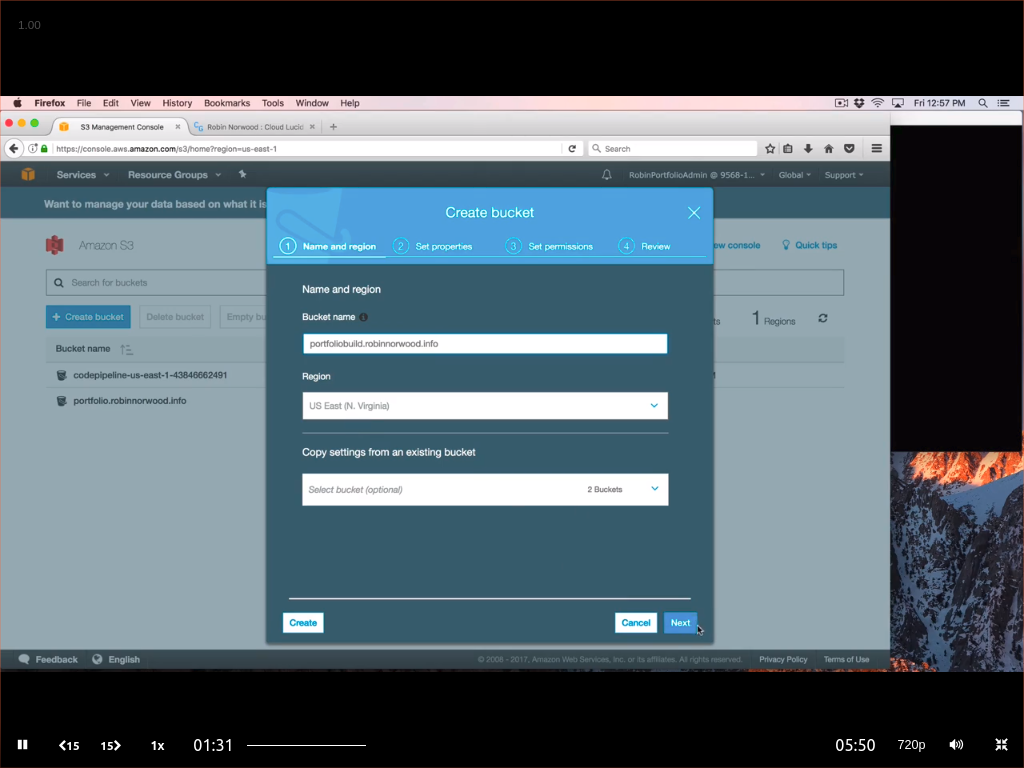 1.00
Firefox File Edit View History Bookmarks Tools Window Help Fri 12:57 PM
S3 Management Console × Robin Norwood : Cloud Lucid × +
https://console.aws.amazon.com/s3/home?region=us-east-1 Search
Services Resource Groups RobinPortfolioAdmin @ 9568-1... Global Support
Want to manage your data based on what it is
Create bucket
1 Name and region 2 Set properties 3 Set permissions 4 Review
Amazon S3 ew console Quick tips
Search for buckets
Name and region
+ Create bucket Delete bucket Empty bu ts 1 Regions
Bucket name
portfoliobuild.robinnorwood.info
Bucket name
Region
codepipeline-us-east-1-43846662491
portfolio.robinnorwood.info
US East (N. Virginia)
Copy settings from an existing bucket
Select bucket (optional) 2 Buckets
Create Cancel Next
Feedback English © 2008 - 2017, Amazon Web Services, Inc. or its affiliates. All rights reserved. Privacy Policy Terms of Use
15 15 1x 01:31 05:50 720p